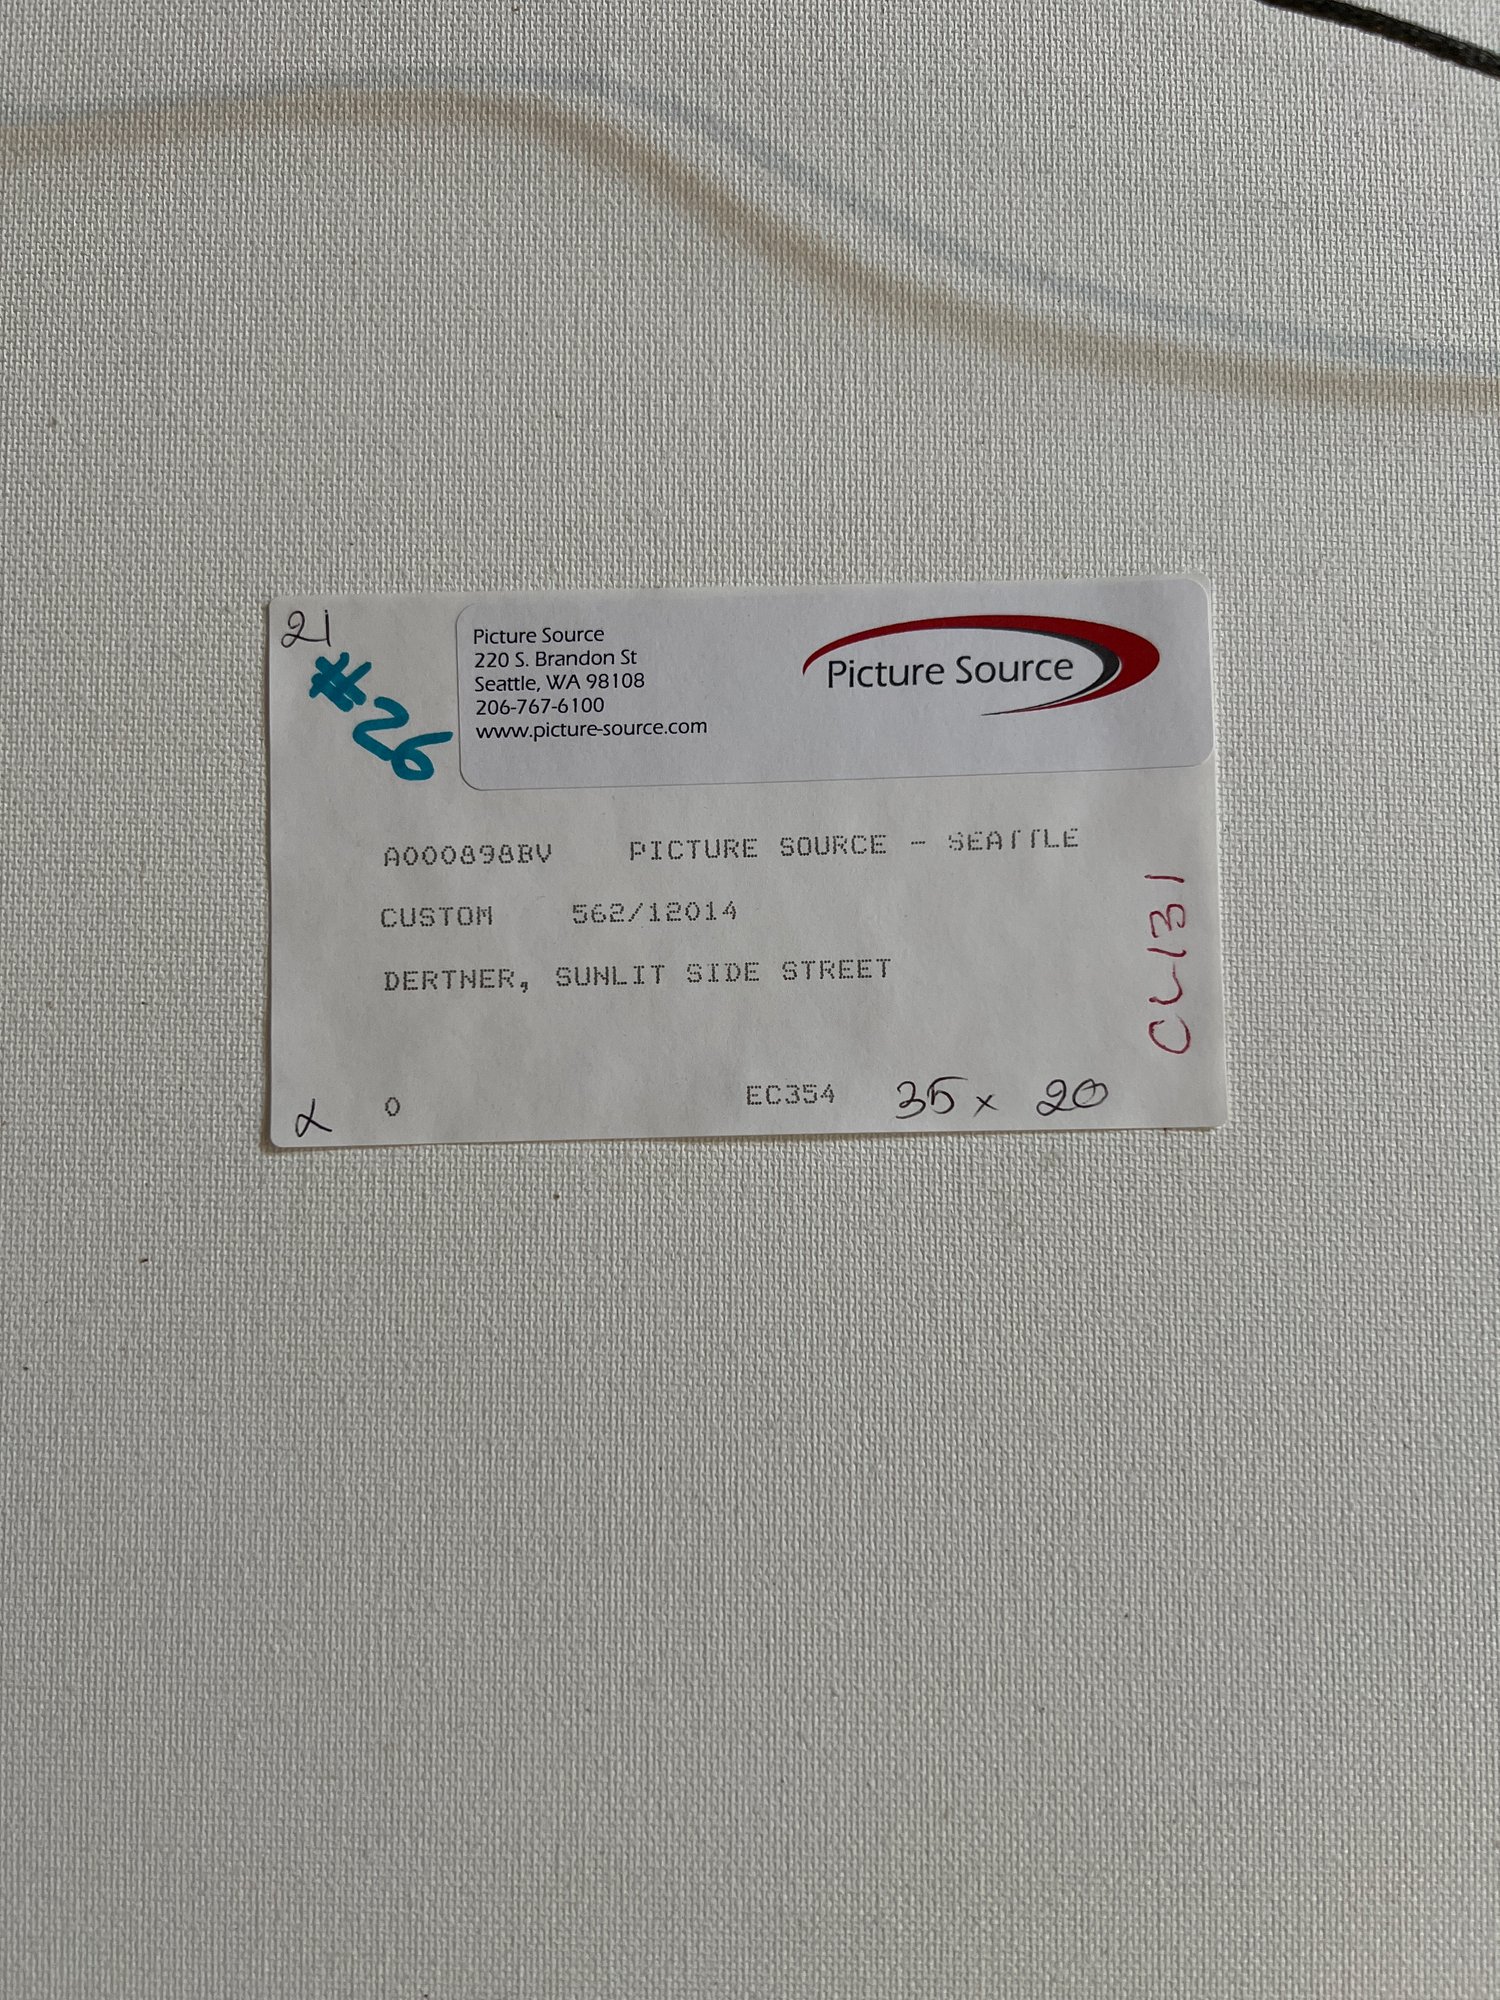 21
#26
Picture Source
220 S. Brandon St
Seattle, WA 98108
206-767-6100
www.picture-source.com
Picture Source
A000898BV PICTURE SOURCE - SEATTLE
CUSTOM 562/12014
DERTNER, SUNLIT SIDE STREET
0 EC354 35 x 20